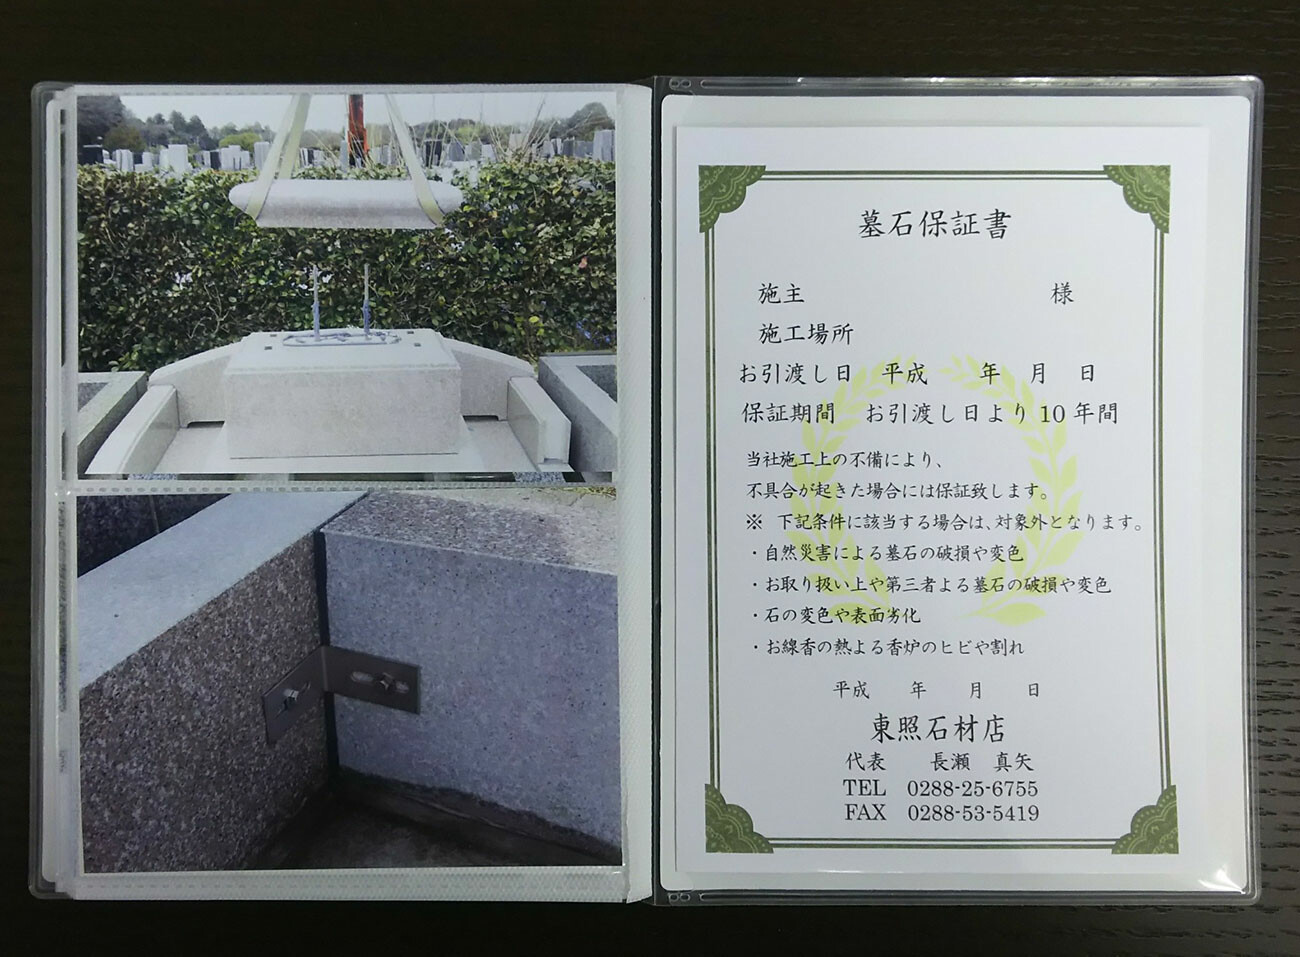 墓石保証書
施主 様
施工場所
お引渡し日 平成 年 月 日
保証期間 お引渡し日より 10 年間
当社施工上の不備により、
不具合が起きた場合には保証致します。
※ 下記条件に該当する場合は、対象外となります。
・自然災害による墓石の破損や変色
・お取り扱い上や第三者よる墓石の破損や変色
・石の変色や表面劣化
・お線香の熱よる香炉のヒビや割れ
平成 年 月 日
東照石材店
代表 長瀬 真矢
TEL 0288-25-6755
FAX 0288-53-5419